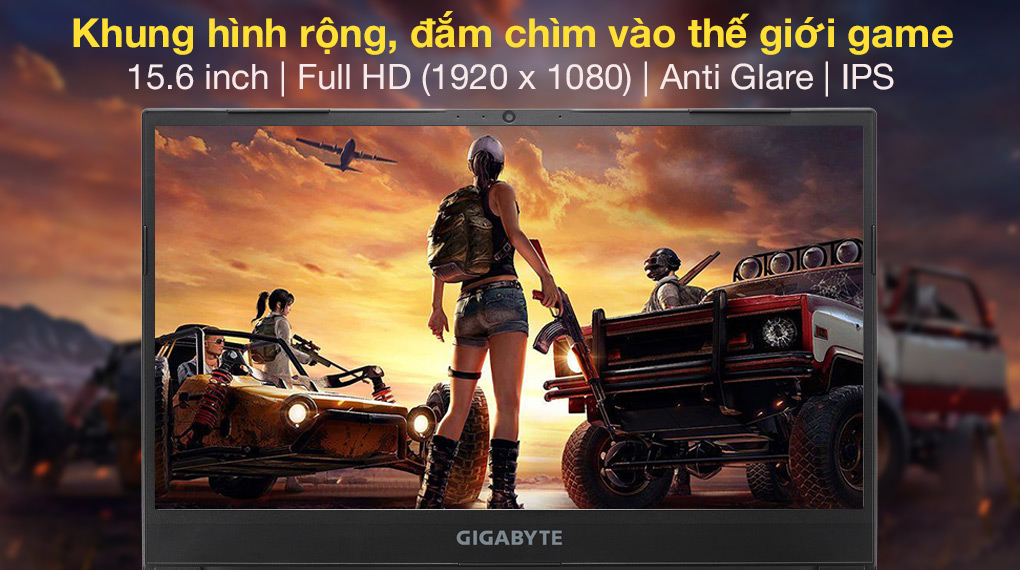 Khung hình rộng, đắm chìm vào thế giới game
15.6 inch | Full HD (1920 x 1080) | Anti Glare | IPS
GIGABYTE